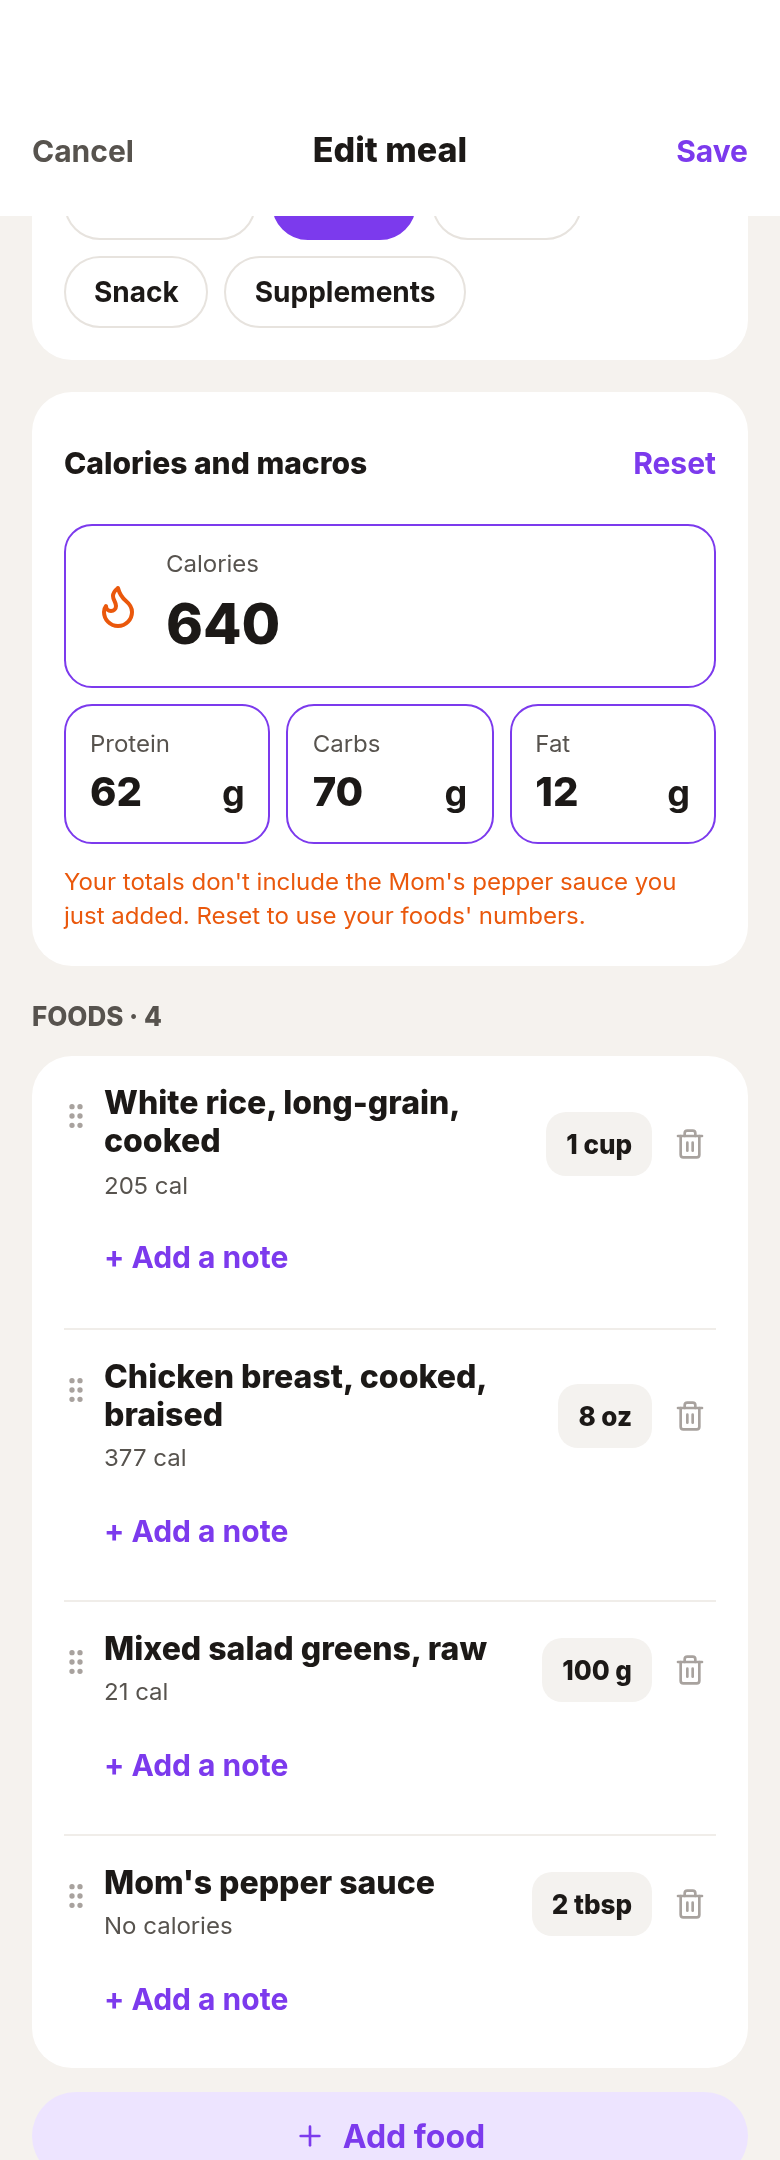 Cancel
Edit meal
Save
Snack
Supplements
Calories and macros
Reset
Calories
640
Protein
62 g
Carbs
70 g
Fat
12 g
Your totals don't include the Mom's pepper sauce you
just added. Reset to use your foods' numbers.
FOODS · 4
White rice, long-grain,
cooked
1 cup
205 cal
+ Add a note
Chicken breast, cooked,
braised
8 oz
377 cal
+ Add a note
Mixed salad greens, raw
100 g
21 cal
+ Add a note
Mom's pepper sauce
2 tbsp
No calories
+ Add a note
+ Add food